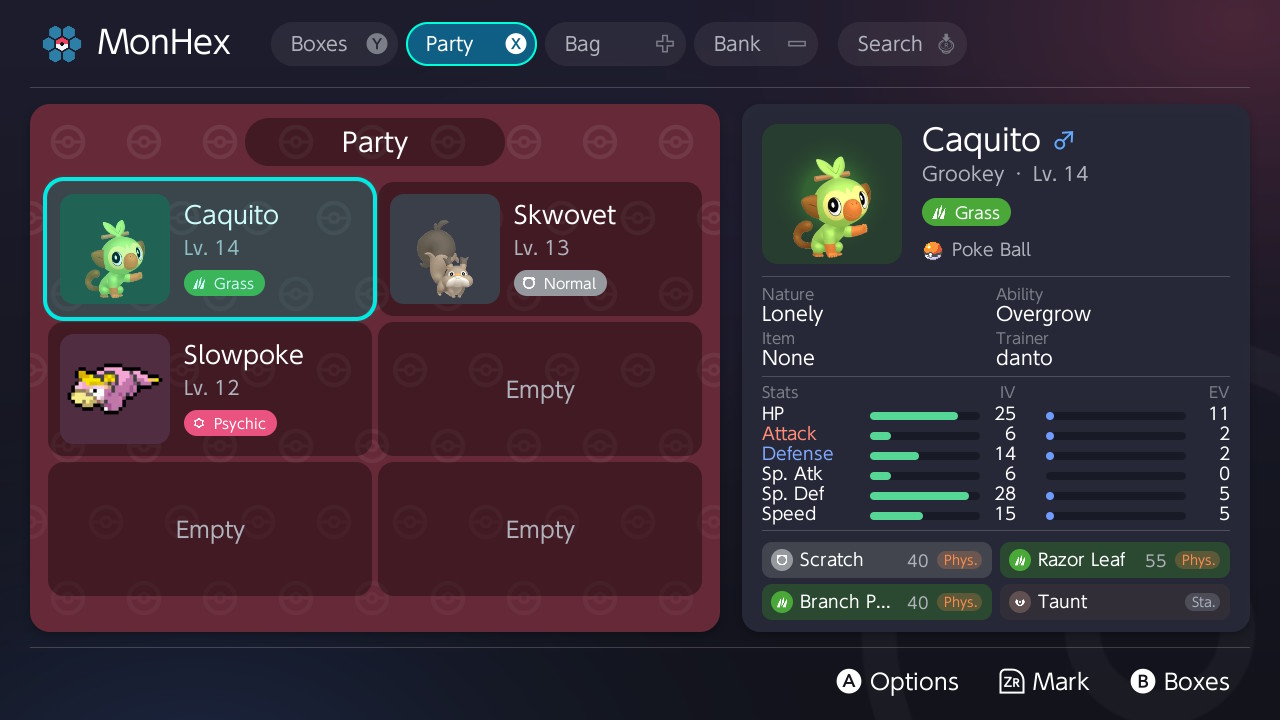 MonHex
Boxes Y
Party X
Bag
Bank
Search
Party
Caquito
Lv. 14
Grass
Skwovet
Lv. 13
Normal
Slowpoke
Lv. 12
Psychic
Empty
Empty
Empty
Caquito ♂
Grookey · Lv. 14
Grass
Poke Ball
Nature Ability
Lonely Overgrow
Item Trainer
None danto
Stats IV EV
HP 25 11
Attack 6 2
Defense 14 2
Sp. Atk 6 0
Sp. Def 28 5
Speed 15 5
Scratch 40 Phys.
Razor Leaf 55 Phys.
Branch P... 40 Phys.
Taunt Sta.
A Options ZR Mark B Boxes